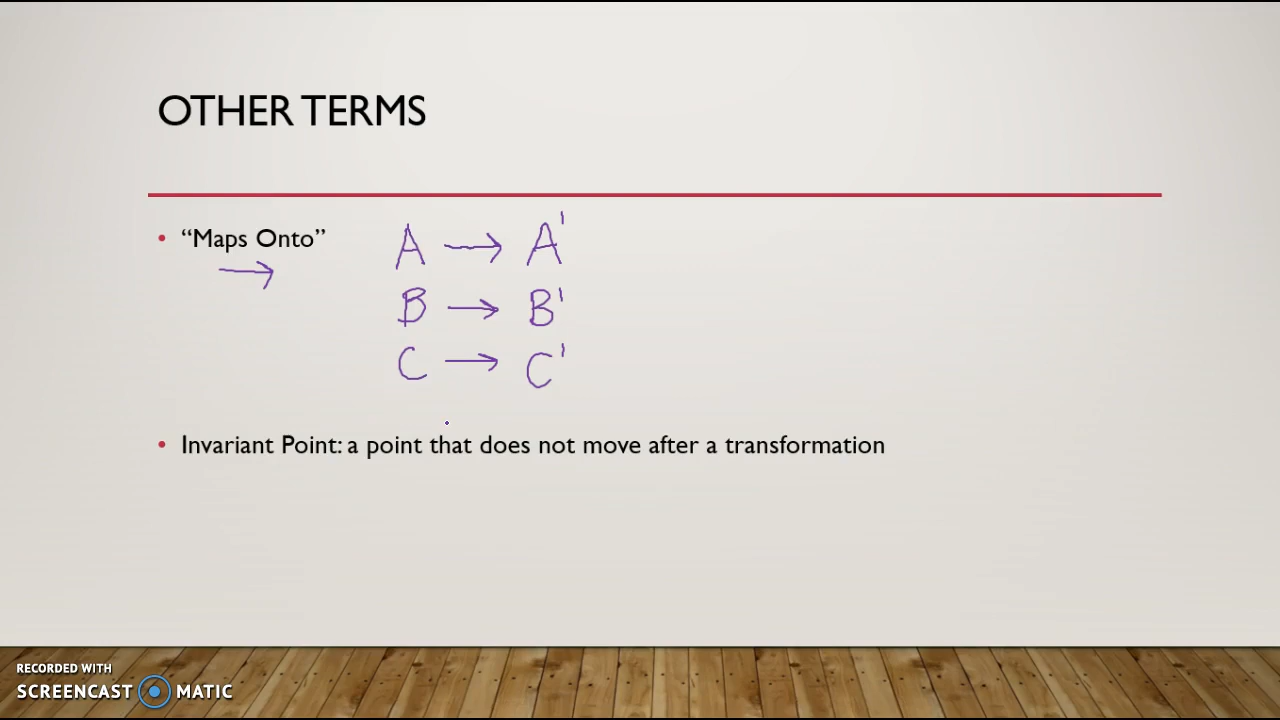 OTHER TERMS
• “Maps Onto”
→
A → A'
B → B'
C → C'
• Invariant Point: a point that does not move after a transformation
RECORDED WITH
SCREENCAST MATIC